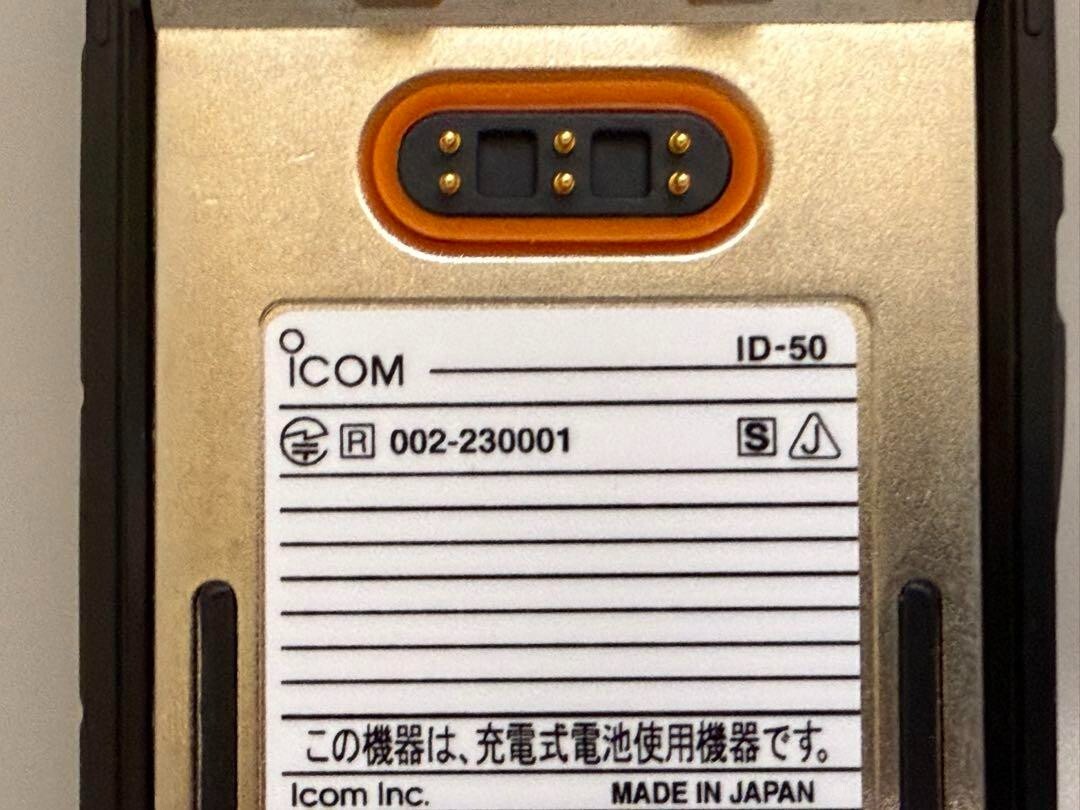 ICOM ID-50
R 002-230001 S J
この機器は、充電式電池使用機器です。
Icom Inc. MADE IN JAPAN